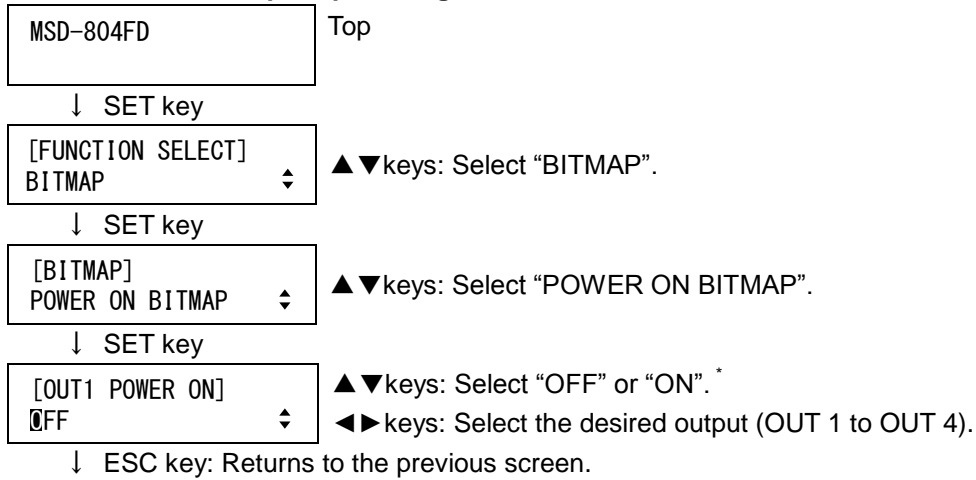 MSD-804FD Top
↓ SET key
[FUNCTION SELECT]
BITMAP ▲▼keys: Select “BITMAP”.
↓ SET key
[BITMAP]
POWER ON BITMAP ▲▼keys: Select “POWER ON BITMAP”.
↓ SET key
[OUT1 POWER ON] ▲▼keys: Select “OFF” or “ON”. *
OFF ◄►keys: Select the desired output (OUT 1 to OUT 4).
↓ ESC key: Returns to the previous screen.